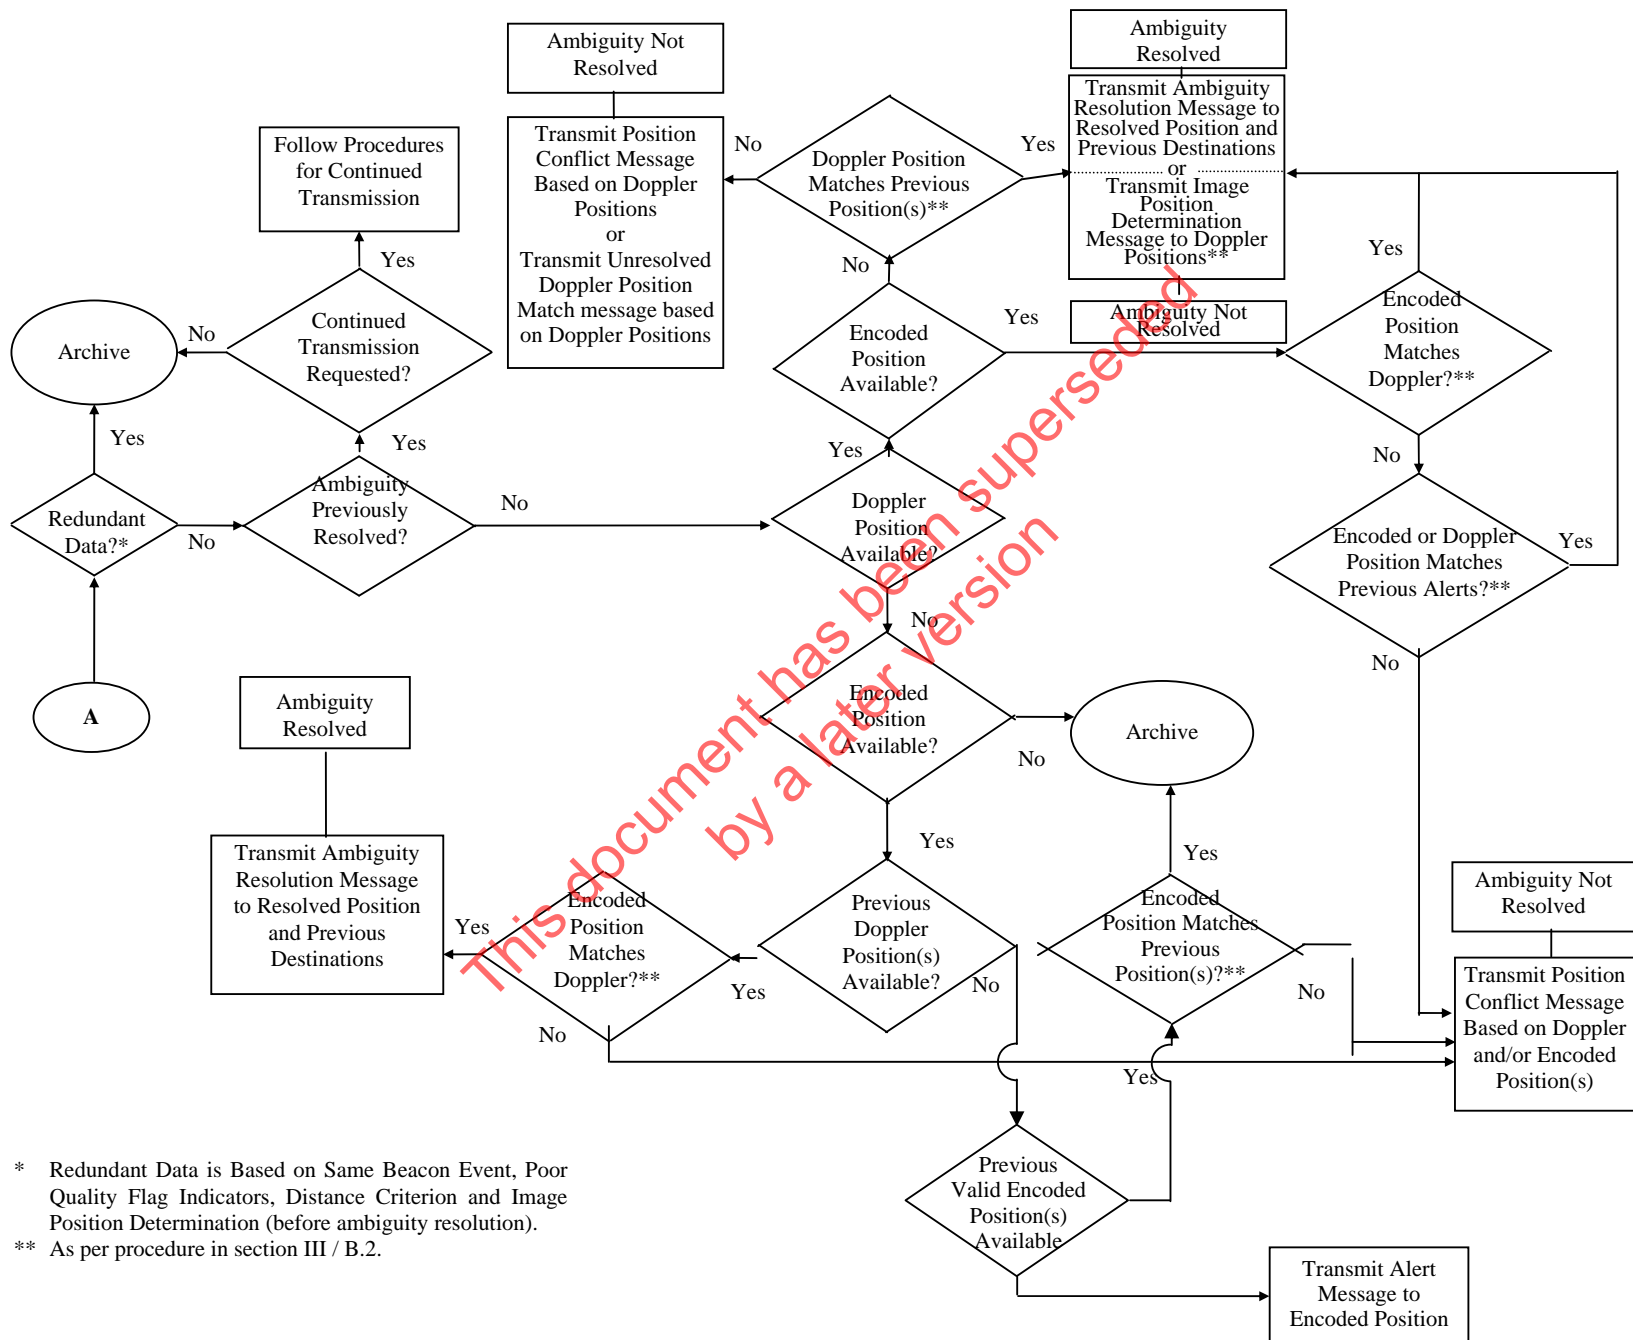 Ambiguity Not
Resolved
Ambiguity
Resolved
Follow Procedures
for Continued
Transmission
Transmit Position
Conflict Message
Based on Doppler
Positions
or
Transmit Unresolved
Doppler Position
Match message based
on Doppler Positions
No
Doppler Position
Matches Previous
Position(s)**
Yes
Transmit Ambiguity
Resolution Message to
Resolved Position and
Previous Destinations
or
Transmit Image
Position
Determination
Message to Doppler
Positions**
Yes
Yes
No
Archive
No
Continued
Transmission
Requested?
Encoded
Position
Available?
Yes
Ambiguity Not
Resolved
Encoded
Position
Matches
Doppler?**
Yes
Yes
Yes
No
Redundant
Data?*
No
Ambiguity
Previously
Resolved?
No
Doppler
Position
Available?
Encoded or Doppler
Position Matches
Previous Alerts?**
Yes
No
No
A
Ambiguity
Resolved
Encoded
Position
Available?
No
Archive
Yes
Yes
Transmit Ambiguity
Resolution Message
to Resolved Position
and Previous
Destinations
Yes
Encoded
Position
Matches
Doppler?**
Yes
Previous
Doppler
Position(s)
Available?
No
Encoded
Position Matches
Previous
Position(s)?**
No
Ambiguity Not
Resolved
Transmit Position
Conflict Message
Based on Doppler
and/or Encoded
Position(s)
No
Yes
Previous
Valid Encoded
Position(s)
Available
Transmit Alert
Message to
Encoded Position
* Redundant Data is Based on Same Beacon Event, Poor
Quality Flag Indicators, Distance Criterion and Image
Position Determination (before ambiguity resolution).
** As per procedure in section III / B.2.
This document has been superseded
by a later version